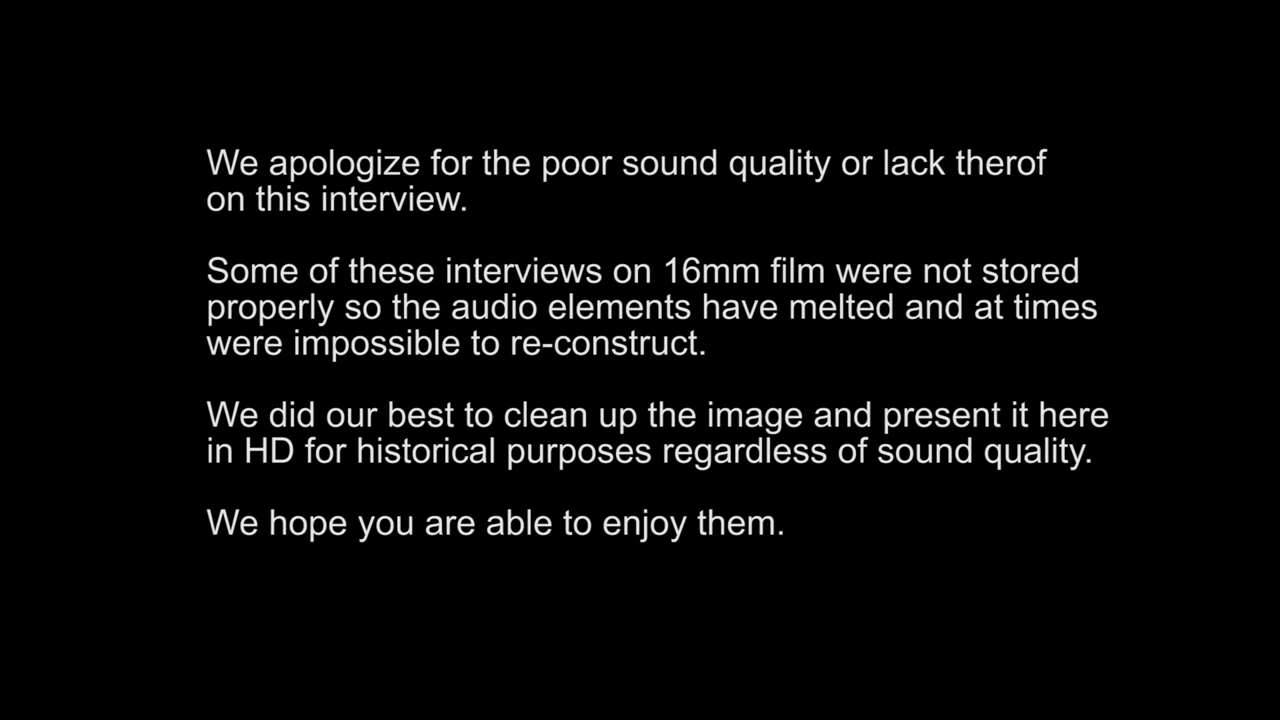 We apologize for the poor sound quality or lack therof
on this interview.
Some of these interviews on 16mm film were not stored
properly so the audio elements have melted and at times
were impossible to re-construct.
We did our best to clean up the image and present it here
in HD for historical purposes regardless of sound quality.
We hope you are able to enjoy them.